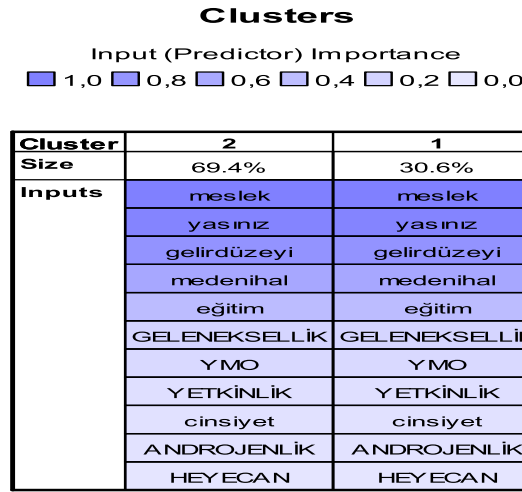 Clusters
Input (Predictor) Importance
1,0 0,8 0,6 0,4 0,2 0,0
Cluster 2 1
Size 69.4% 30.6%
Inputs meslek meslek
yasınız yasınız
gelirdüzeyi gelirdüzeyi
medenihal medenihal
eğitim eğitim
GELENEKSELLİK GELENEKSELLİ
YMO YMO
YETKİNLİK YETKİNLİK
cinsiyet cinsiyet
ANDROJENLİK ANDROJENLİK
HEYECAN HEYECAN